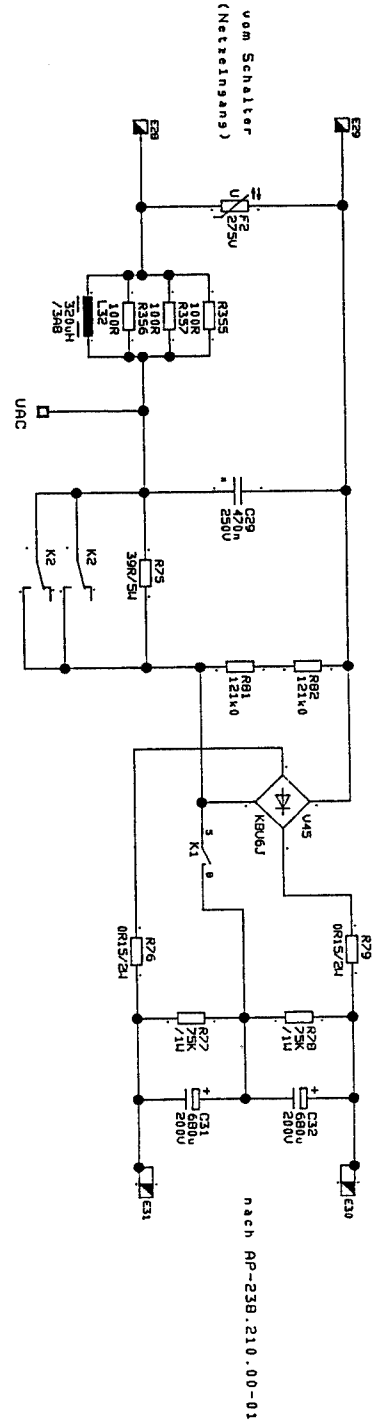 vom Schalter
(Netzeingang)
E29
E28
F2
275V
U
R355
100R
R357
100R
R356
100R
L32
320uH
/3A8
UAC
C29
470n
250V
R75
39R/5W
K2
K2
R82
121k0
R81
121k0
V45
KBU6J
K1
5
8
R79
0R15/2W
R76
0R15/2W
R78
75K
/1W
R77
75K
/1W
C32
680u
200V
+
C31
680u
200V
+
E30
E31
nach AP-238.210.00-01